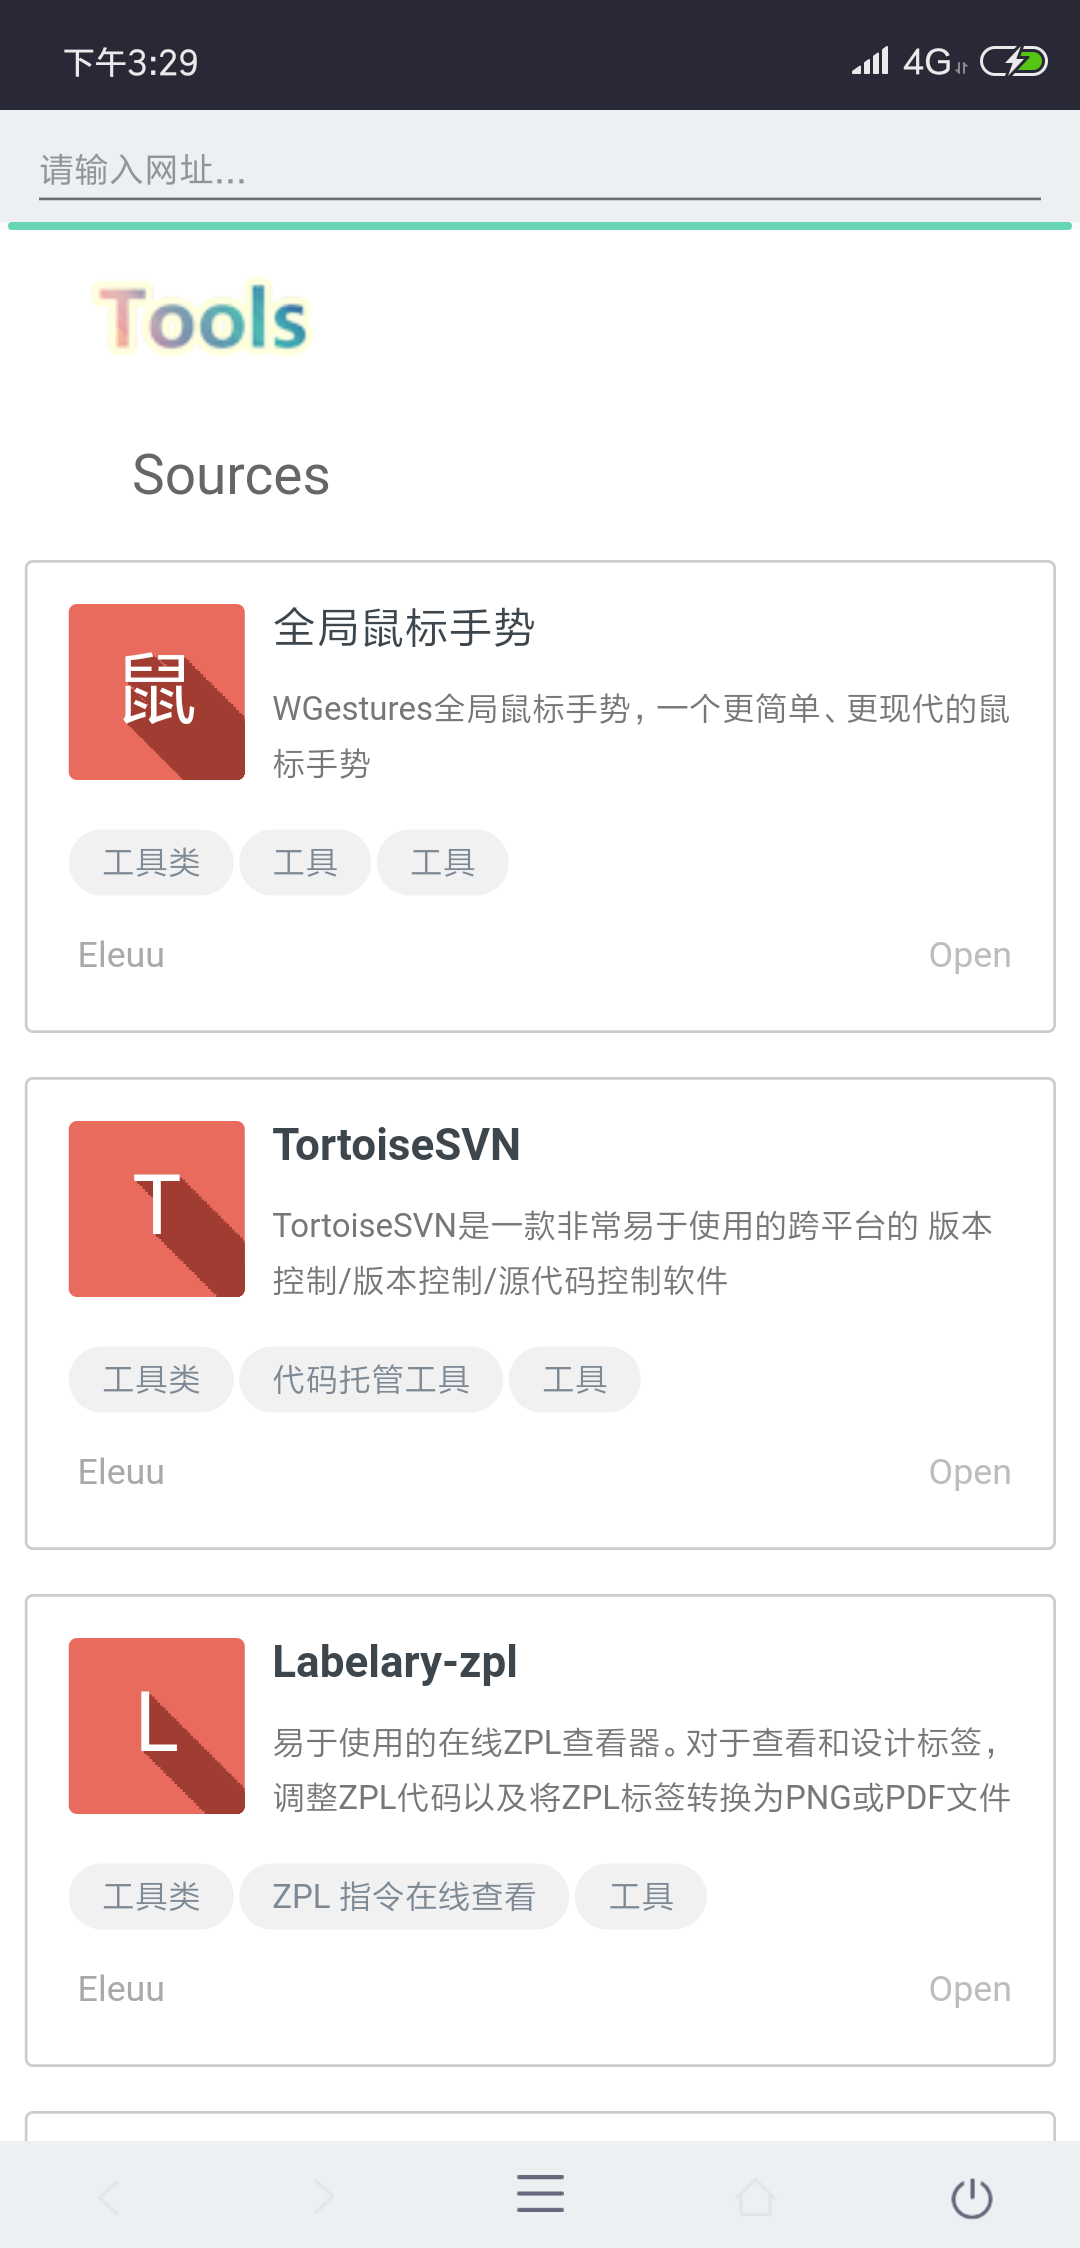 下午3:29
4G
请输入网址...
Tools
Sources
鼠
全局鼠标手势
WGestures全局鼠标手势，一个更简单、更现代的鼠
标手势
工具类 工具 工具
Eleuu Open
T
TortoiseSVN
TortoiseSVN是一款非常易于使用的跨平台的 版本
控制/版本控制/源代码控制软件
工具类 代码托管工具 工具
Eleuu Open
L
Labelary-zpl
易于使用的在线ZPL查看器。对于查看和设计标签，
调整ZPL代码以及将ZPL标签转换为PNG或PDF文件
工具类 ZPL 指令在线查看 工具
Eleuu Open